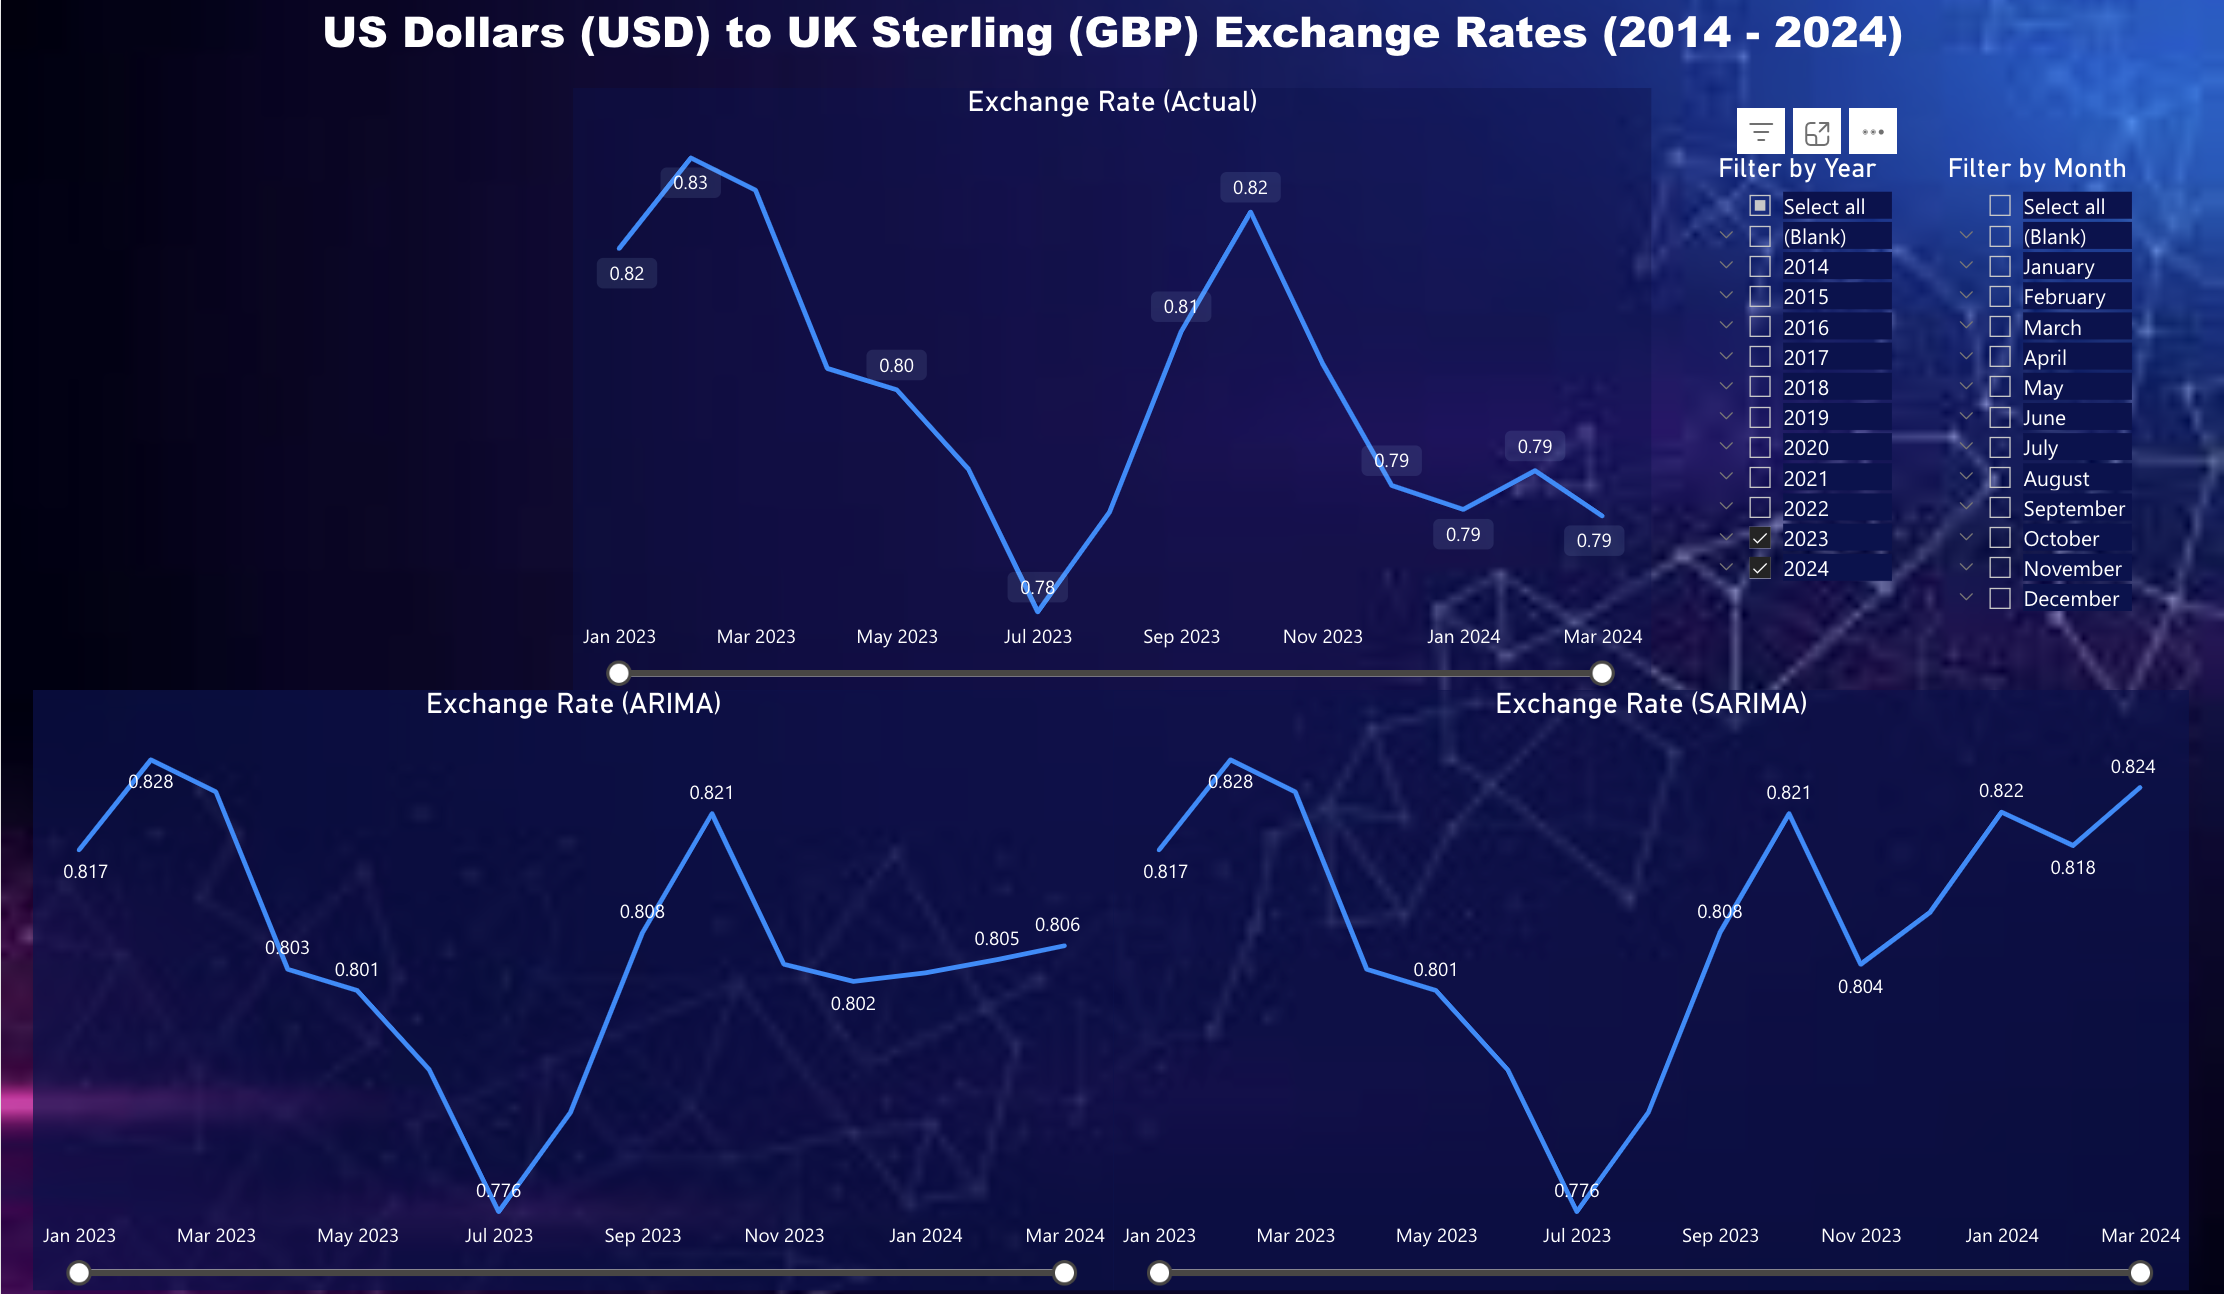 US Dollars (USD) to UK Sterling (GBP) Exchange Rates (2014 - 2024)
Exchange Rate (Actual)
0.82
0.83
0.80
0.78
0.81
0.82
0.79
0.79
0.79
0.79
Jan 2023 Mar 2023 May 2023 Jul 2023 Sep 2023 Nov 2023 Jan 2024 Mar 2024
Filter by Year
Select all
(Blank)
2014
2015
2016
2017
2018
2019
2020
2021
2022
2023
2024
Filter by Month
Select all
(Blank)
January
February
March
April
May
June
July
August
September
October
November
December
Exchange Rate (ARIMA)
0.817
0.828
0.803
0.801
0.776
0.808
0.821
0.802
0.805
0.806
Jan 2023 Mar 2023 May 2023 Jul 2023 Sep 2023 Nov 2023 Jan 2024 Mar 2024
Exchange Rate (SARIMA)
0.817
0.828
0.801
0.776
0.808
0.821
0.804
0.822
0.818
0.824
Jan 2023 Mar 2023 May 2023 Jul 2023 Sep 2023 Nov 2023 Jan 2024 Mar 2024